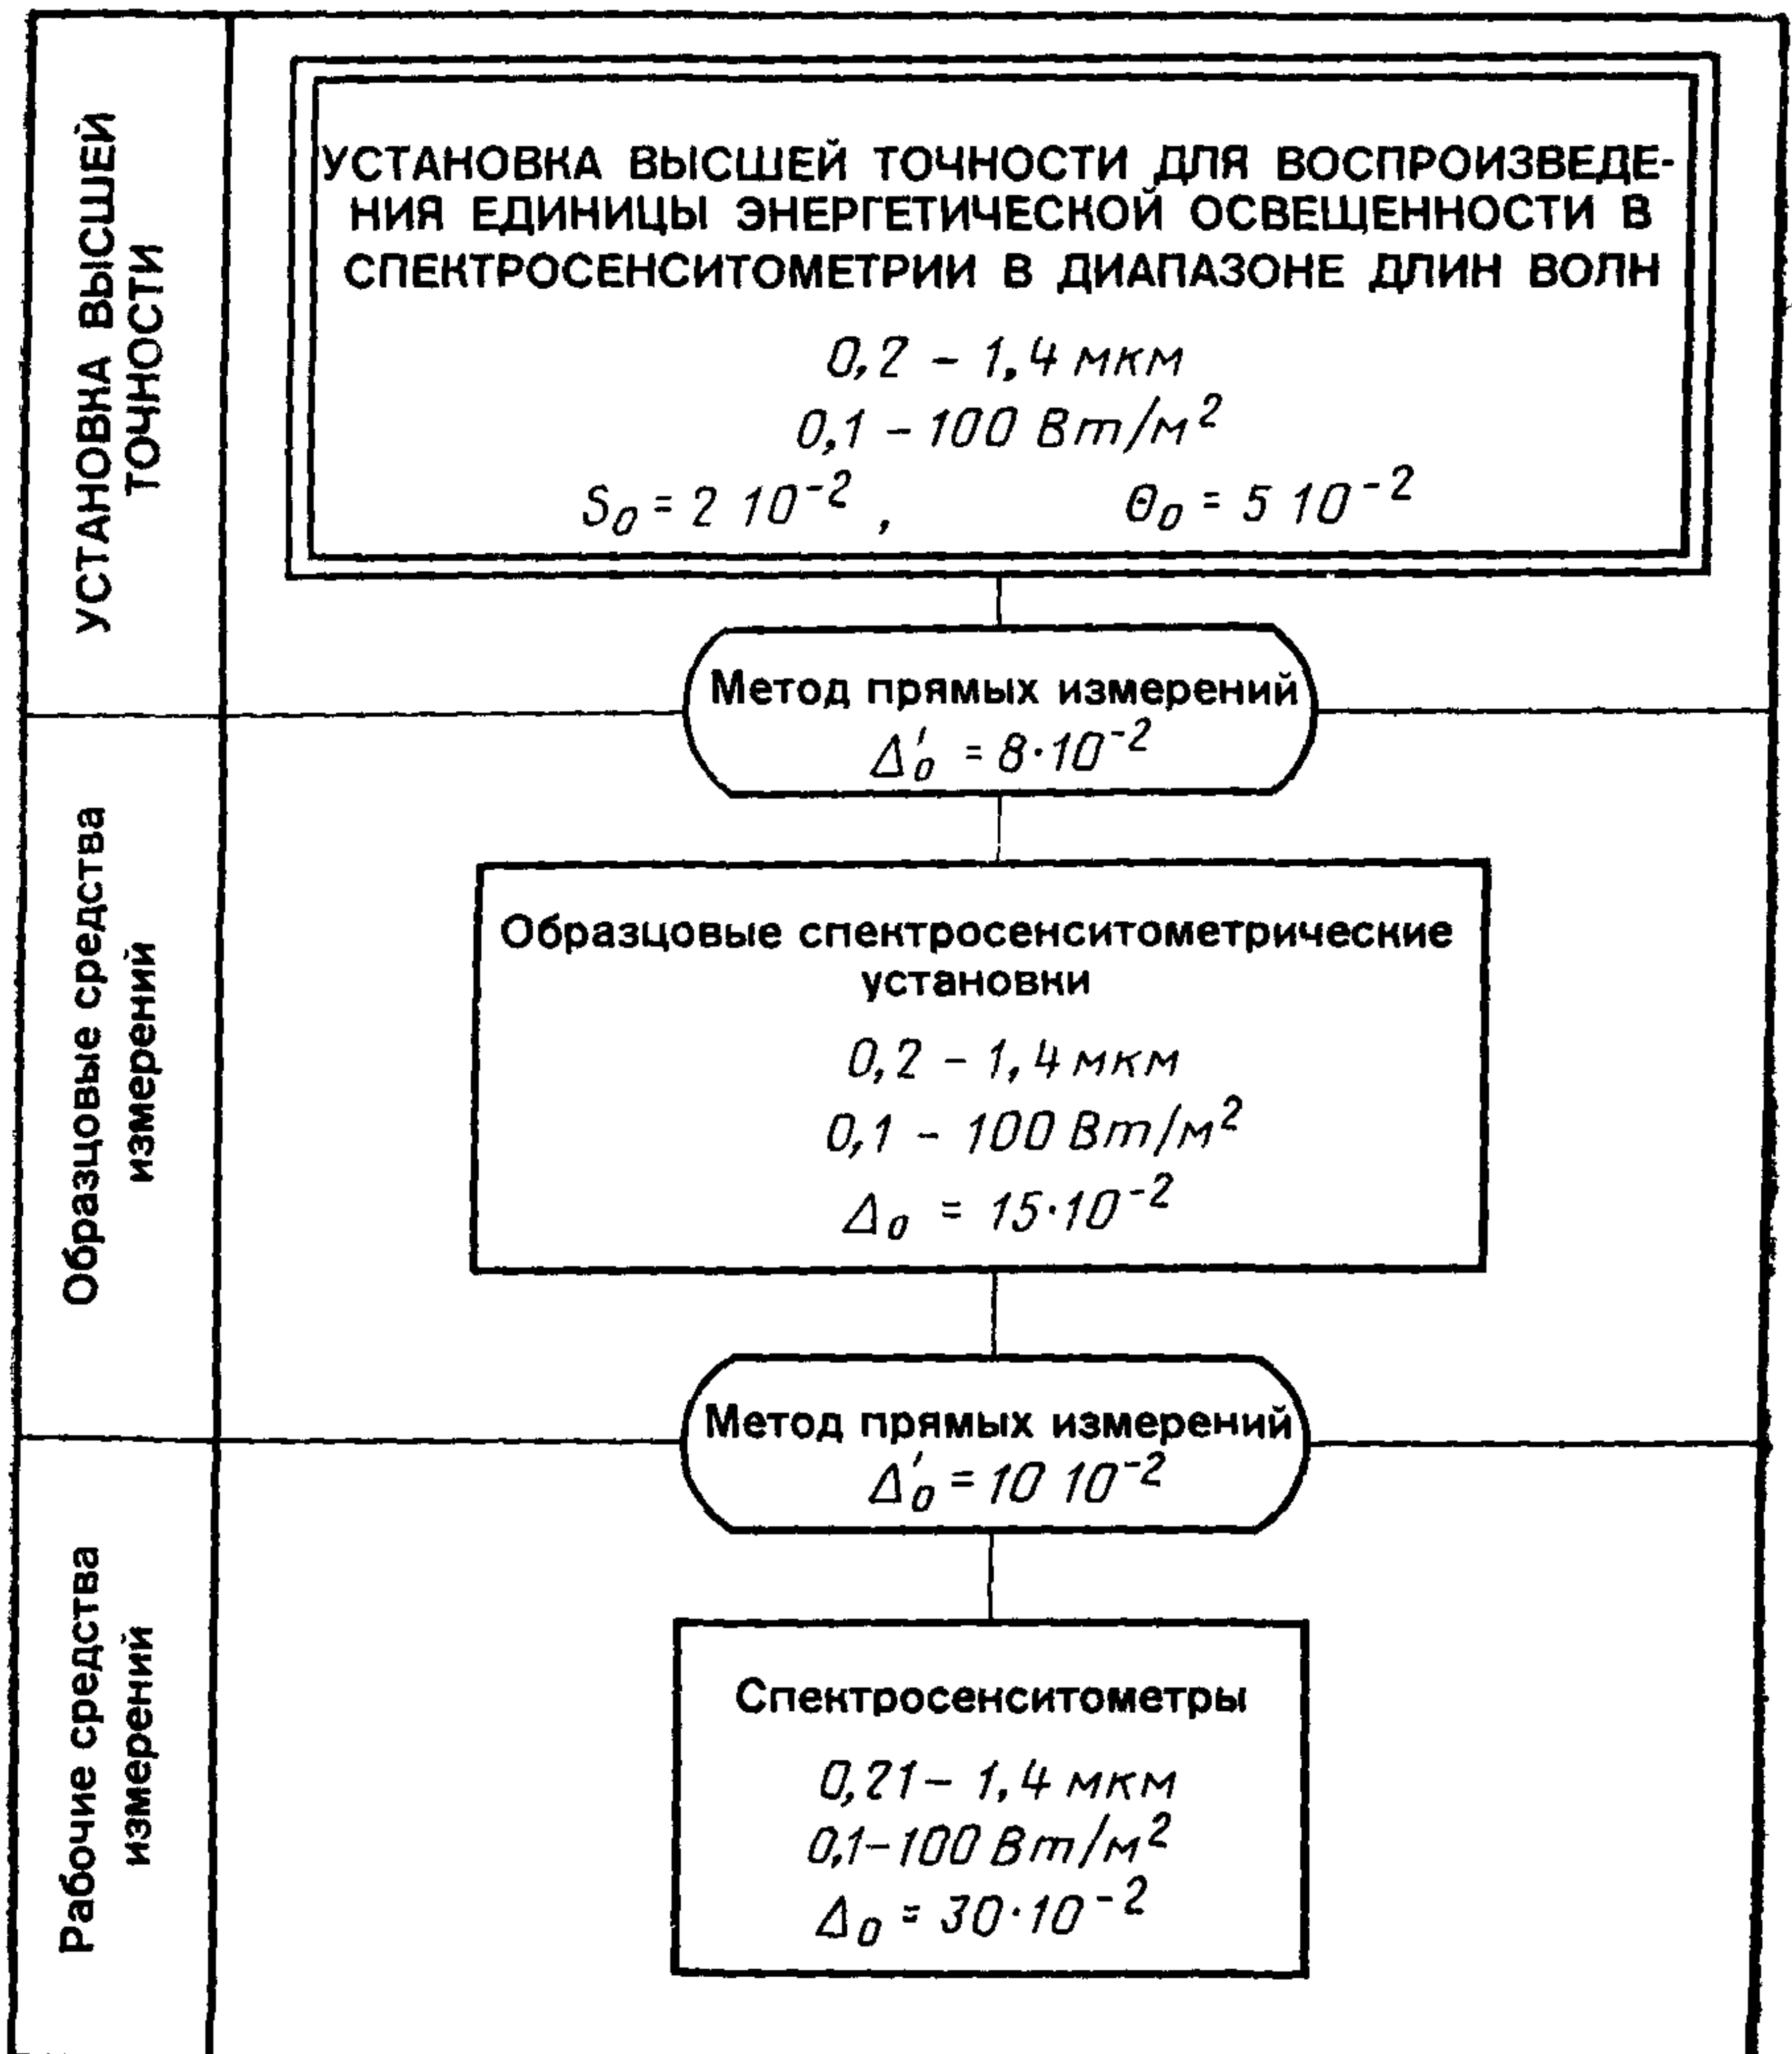 УСТАНОВКА ВЫСШЕЙ
ТОЧНОСТИ
УСТАНОВКА ВЫСШЕЙ ТОЧНОСТИ ДЛЯ ВОСПРОИЗВЕДЕ-
НИЯ ЕДИНИЦЫ ЭНЕРГЕТИЧЕСКОЙ ОСВЕЩЕННОСТИ В
СПЕКТРОСЕНСИТОМЕТРИИ В ДИАПАЗОНЕ ДЛИН ВОЛН
0,2 – 1,4 мкм
0,1 – 100 Вт/м²
S₀ = 2 10⁻², Θ₀ = 5 10⁻²
Метод прямых измерений
Δ′₀ = 8·10⁻²
Образцовые средства
измерений
Образцовые спектросенситометрические
установки
0,2 – 1,4 мкм
0,1 – 100 Вт/м²
Δ₀ = 15·10⁻²
Метод прямых измерений
Δ′₀ = 10 10⁻²
Рабочие средства
измерений
Спектросенситометры
0,21 – 1,4 мкм
0,1–100 Вт/м²
Δ₀ = 30·10⁻²